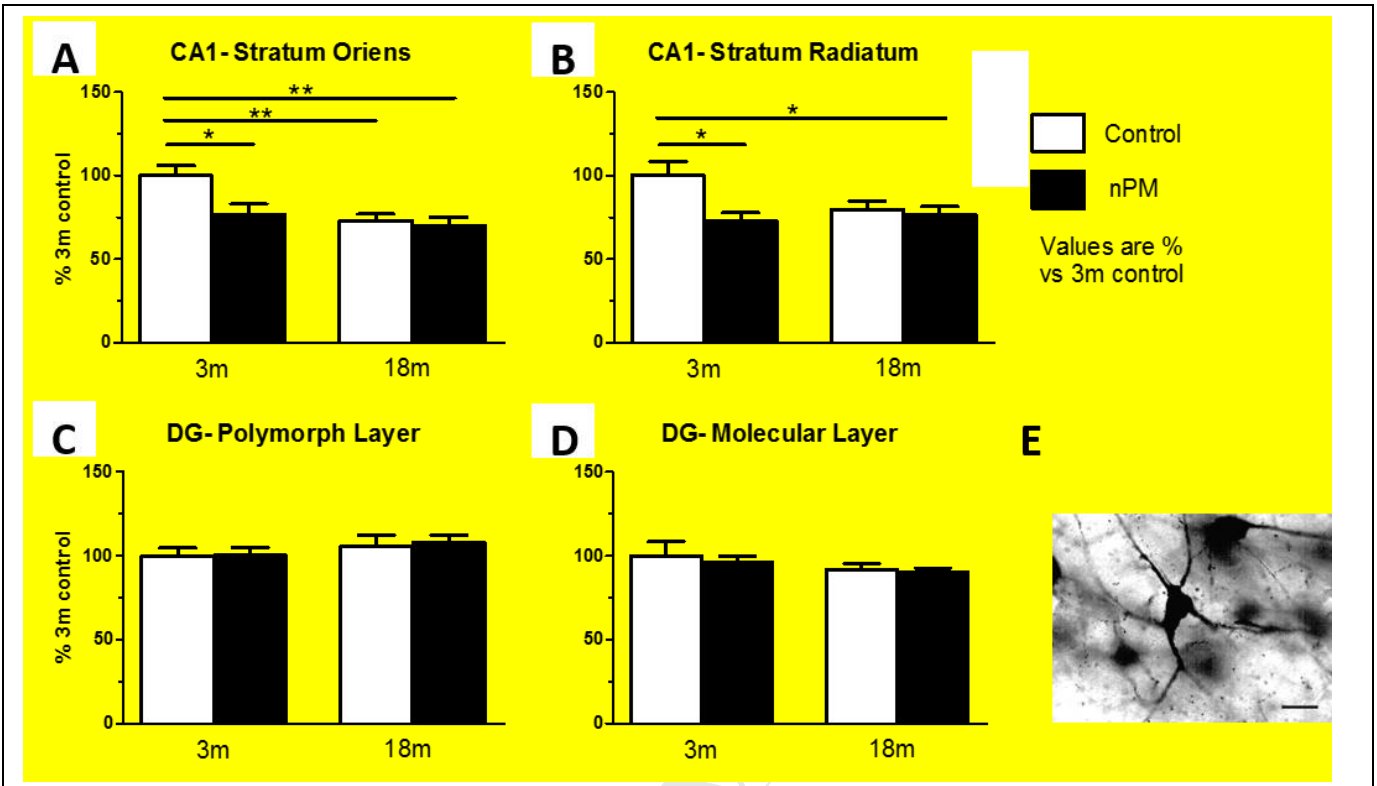 A
CA1- Stratum Oriens
**
**
*
150
100
50
0
% 3m control
3m
18m
B
CA1- Stratum Radiatum
*
*
150
100
50
0
3m
18m
Control
nPM
Values are %
vs 3m control
C
DG- Polymorph Layer
150
100
50
0
% 3m control
3m
18m
D
DG- Molecular Layer
150
100
50
0
3m
18m
E